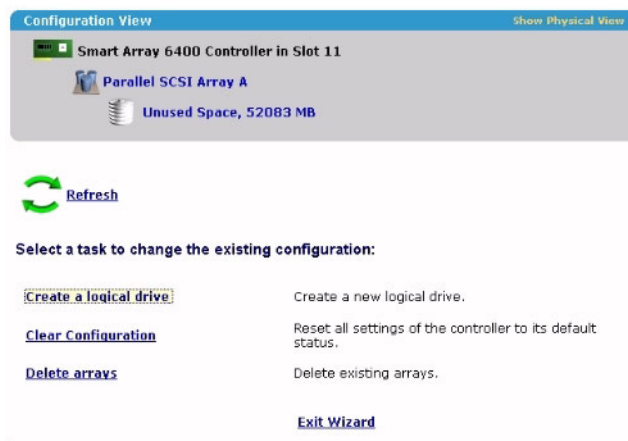 Configuration View
Show Physical View
Smart Array 6400 Controller in Slot 11
Parallel SCSI Array A
Unused Space, 52083 MB
Refresh
Select a task to change the existing configuration:
Create a logical drive
Create a new logical drive.
Clear Configuration
Reset all settings of the controller to its default
status.
Delete arrays
Delete existing arrays.
Exit Wizard